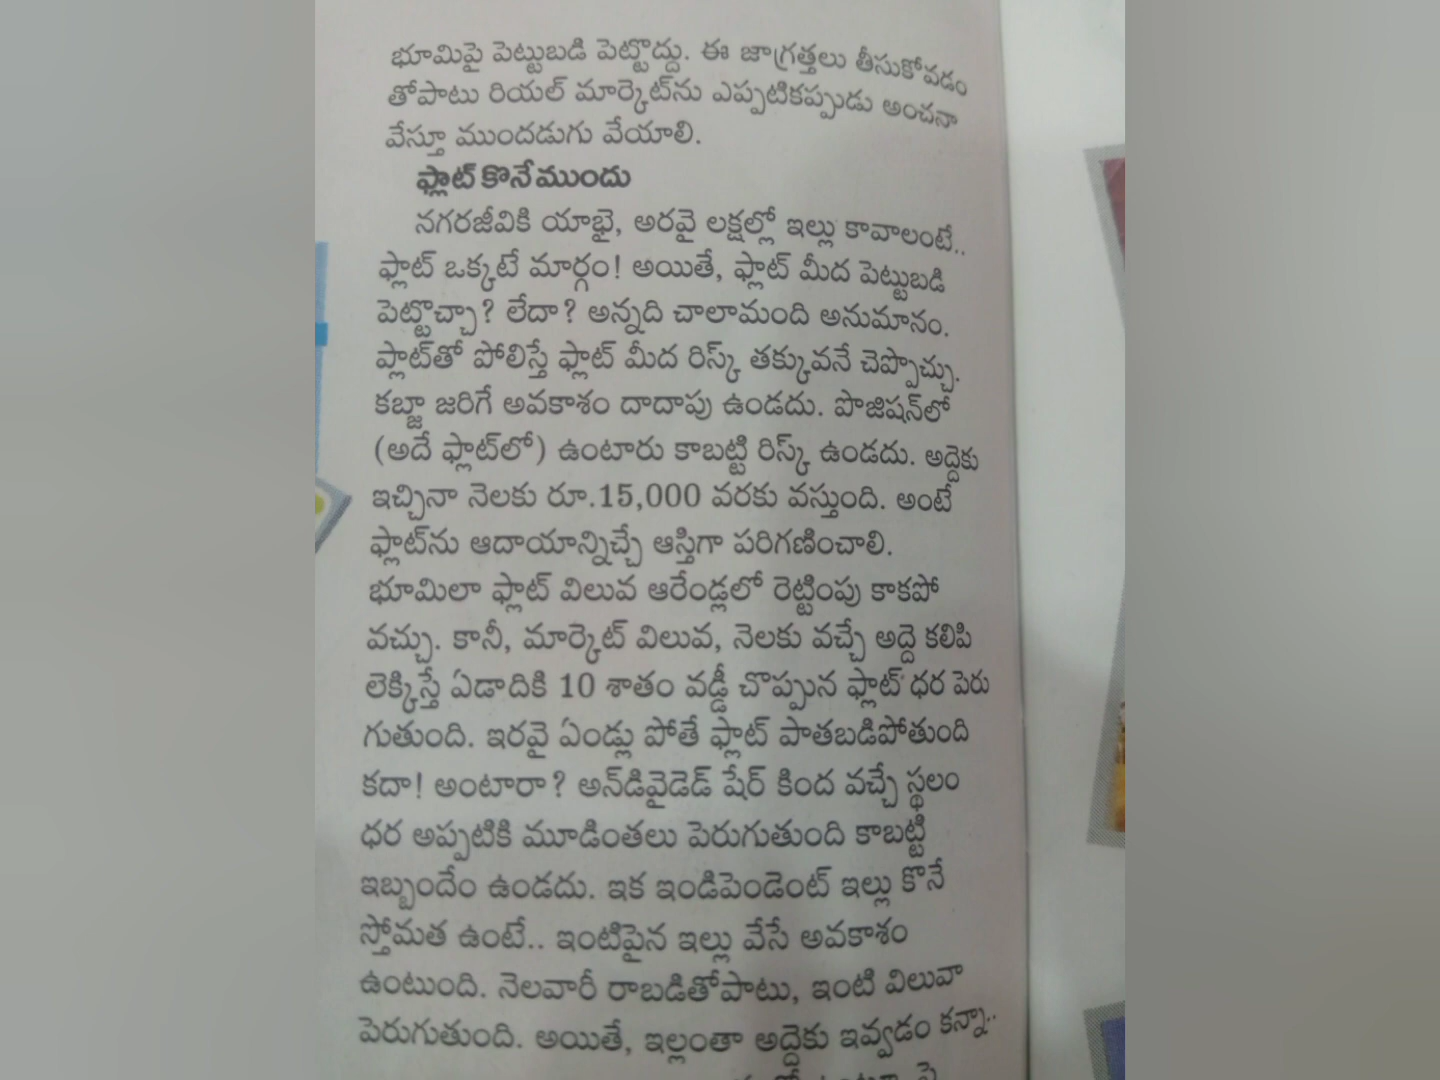 భూమిపై పెట్టుబడి పెట్టొద్దు. ఈ జాగ్రత్తలు తీసుకోవడం
తోపాటు రియల్ మార్కెట్‌ను ఎప్పటికప్పుడు అంచనా
వేస్తూ ముందడుగు వేయాలి.
ఫ్లాట్ కొనేముందు
నగరజీవికి యాభై, అరవై లక్షల్లో ఇల్లు కావాలంటే..
ఫ్లాట్ ఒక్కటే మార్గం! అయితే, ఫ్లాట్ మీద పెట్టుబడి
పెట్టొచ్చా? లేదా? అన్నది చాలామంది అనుమానం.
ప్లాట్‌తో పోలిస్తే ఫ్లాట్ మీద రిస్క్ తక్కువనే చెప్పొచ్చు.
కబ్జా జరిగే అవకాశం దాదాపు ఉండదు. పొజిషన్‌లో
(అదే ఫ్లాట్‌లో) ఉంటారు కాబట్టి రిస్క్ ఉండదు. అద్దెకు
ఇచ్చినా నెలకు రూ.15,000 వరకు వస్తుంది. అంటే
ఫ్లాట్‌ను ఆదాయాన్నిచ్చే ఆస్తిగా పరిగణించాలి.
భూమిలా ఫ్లాట్ విలువ ఆరేండ్లలో రెట్టింపు కాకపో
వచ్చు. కానీ, మార్కెట్ విలువ, నెలకు వచ్చే అద్దె కలిపి
లెక్కిస్తే ఏడాదికి 10 శాతం వడ్డీ చొప్పున ఫ్లాట్ ధర పెరు
గుతుంది. ఇరవై ఏండ్లు పోతే ఫ్లాట్ పాతబడిపోతుంది
కదా! అంటారా? అన్‌డివైడెడ్ షేర్ కింద వచ్చే స్థలం
ధర అప్పటికి మూడింతలు పెరుగుతుంది కాబట్టి
ఇబ్బందేం ఉండదు. ఇక ఇండిపెండెంట్ ఇల్లు కొనే
స్తోమత ఉంటే.. ఇంటిపైన ఇల్లు వేసే అవకాశం
ఉంటుంది. నెలవారీ రాబడితోపాటు, ఇంటి విలువా
పెరుగుతుంది. అయితే, ఇల్లంతా అద్దెకు ఇవ్వడం కన్నా..